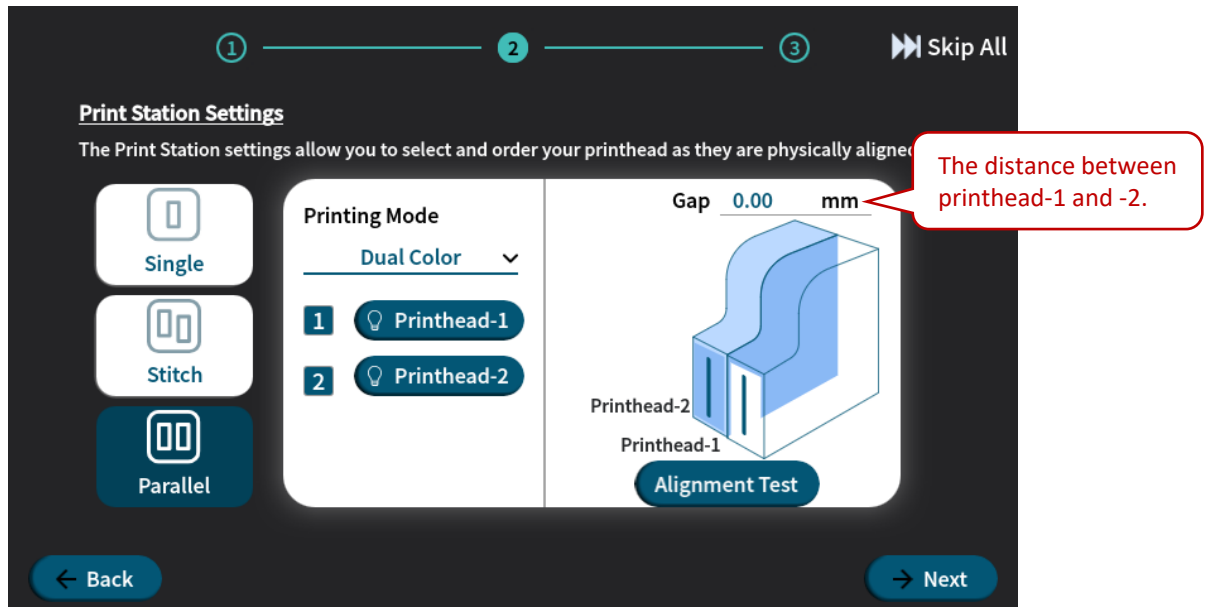 1
2
3
Skip All
Print Station Settings
The Print Station settings allow you to select and order your printhead as they are physically aligne
The distance between
printhead-1 and -2.
Single
Stitch
Parallel
Printing Mode
Dual Color
1 Printhead-1
2 Printhead-2
Gap 0.00 mm
Printhead-2
Printhead-1
Alignment Test
Back
Next